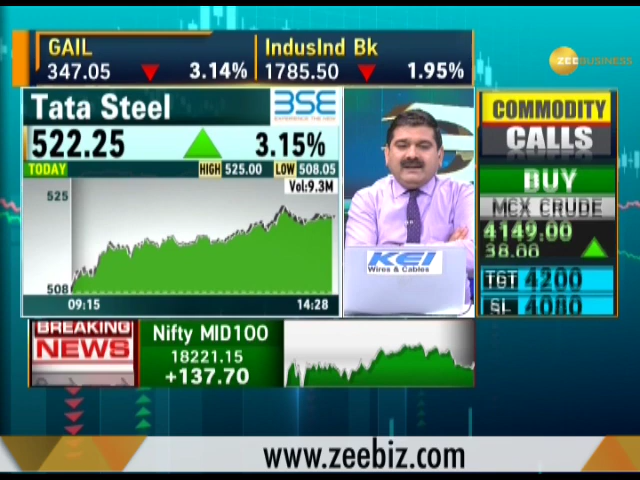 GAIL
347.05 3.14%
IndusInd Bk
1785.50 1.95%
ZEE BUSINESS
Tata Steel
BSE
EXPERIENCE THE NEW
522.25 3.15%
TODAY
HIGH 525.00 LOW 508.05
Vol:9.3M
525
508
09:15 14:28
KEI
Wires & Cables
COMMODITY
CALLS
BUY
MCX CRUDE
4149.00
38.00
TGT 4200
SL 4080
BREAKING
NEWS
Nifty MID100
18221.15
+137.70
www.zeebiz.com